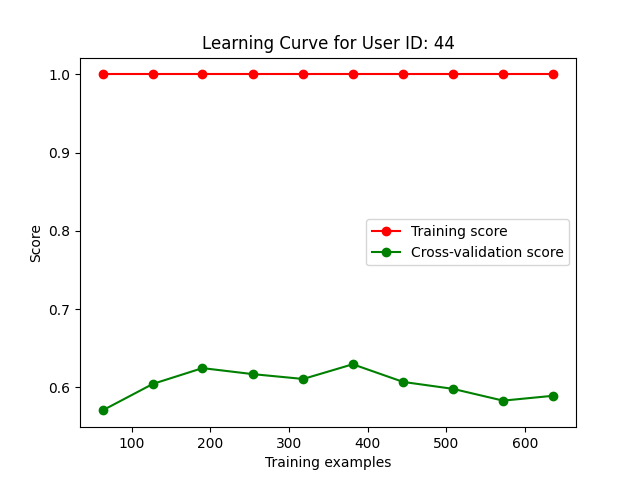 Learning Curve for User ID: 44
1.0
0.9
0.8
0.7
0.6
Score
Training score
Cross-validation score
100 200 300 400 500 600
Training examples